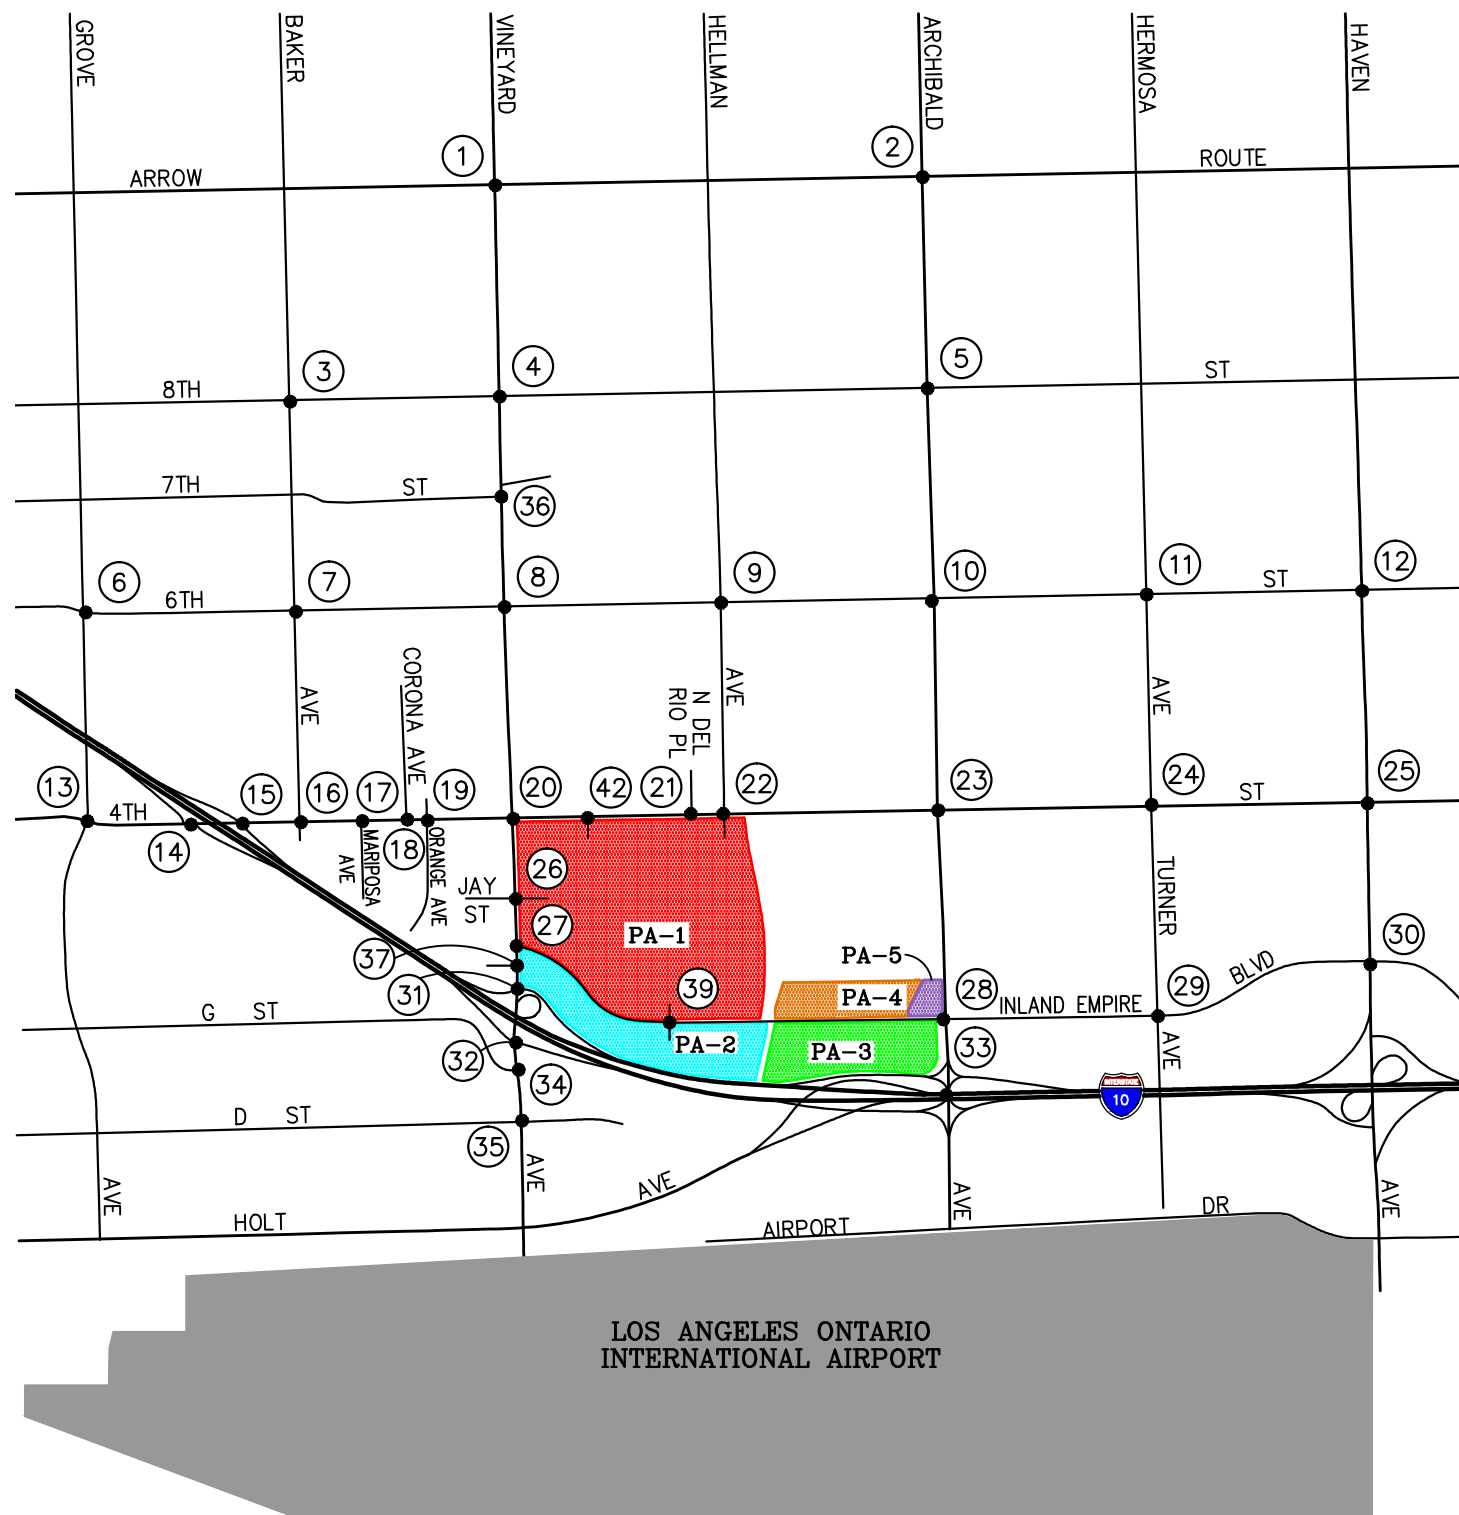 GROVE
BAKER
VINEYARD
HELLMAN
ARCHIBALD
HERMOSA
HAVEN
1
2
ARROW
ROUTE
3
4
5
8TH
ST
7TH
ST
36
6
7
8
9
10
11
12
6TH
ST
AVE
CORONA AVE
N DEL
RIO PL
AVE
AVE
13
15
16
17
19
20
42
21
22
23
24
25
4TH
ST
14
18
MARIPOSA
AVE
ORANGE AVE
26
JAY
ST
27
TURNER
PA-1
30
37
PA-5
BLVD
31
39
PA-4
28
INLAND EMPIRE
29
G ST
32
PA-2
PA-3
33
AVE
34
INTERSTATE
10
D ST
35
AVE
AVE
AVE
AVE
AVE
HOLT
AIRPORT
DR
LOS ANGELES ONTARIO
INTERNATIONAL AIRPORT